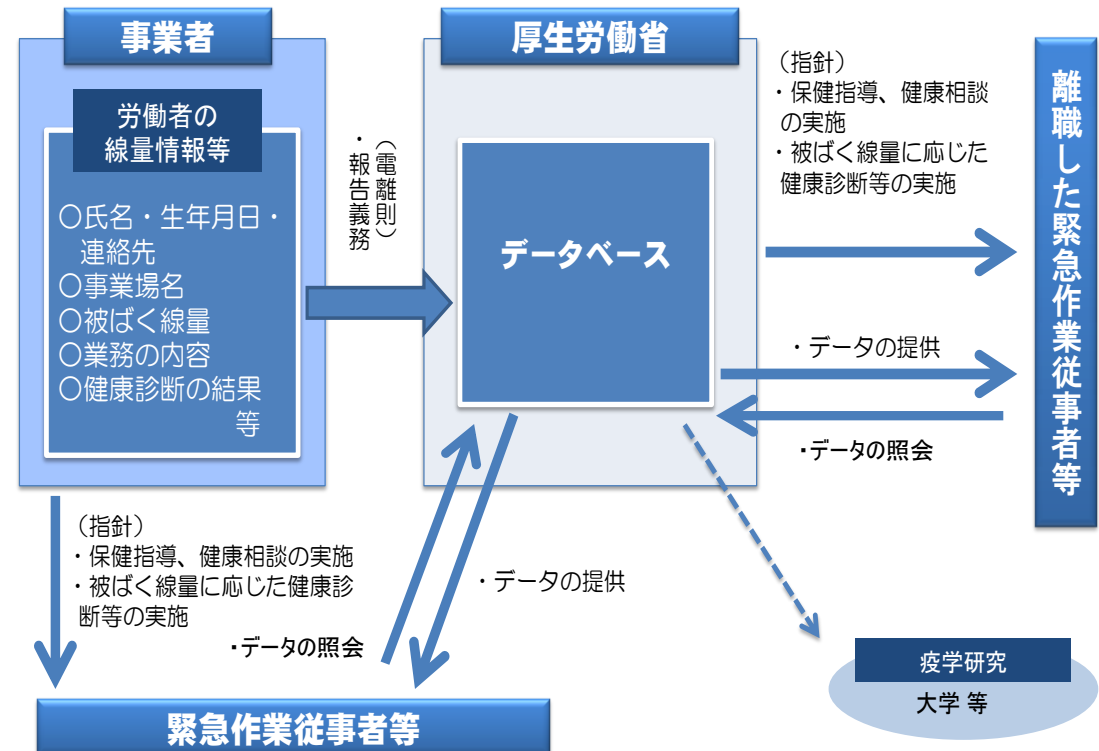 事業者
労働者の
線量情報等
〇氏名・生年月日・
連絡先
〇事業場名
〇被ばく線量
〇業務の内容
〇健康診断の結果
等
（電離則）
・報告義務
厚生労働省
データベース
（指針）
・保健指導、健康相談
の実施
・被ばく線量に応じた
健康診断等の実施
・データの提供
・データの照会
離職した緊急作業従事者等
（指針）
・保健指導、健康相談の実施
・被ばく線量に応じた健康診
断等の実施
・データの照会
・データの提供
緊急作業従事者等
疫学研究
大学 等